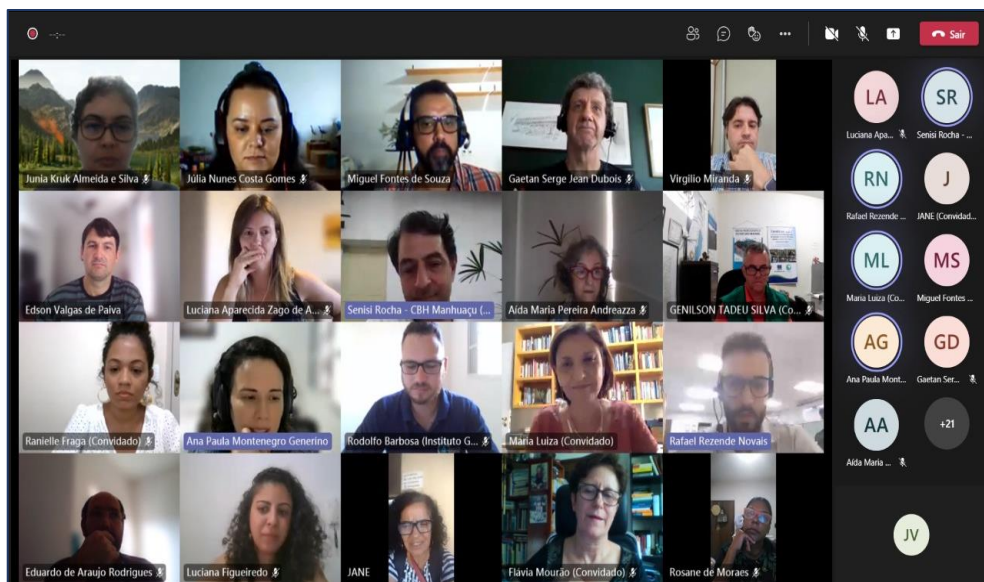 Sair
Junia Kruk Almeida e Silva
Júlia Nunes Costa Gomes
Miguel Fontes de Souza
Gaetan Serge Jean Dubois
Virgilio Miranda
Edson Valgas de Paiva
Luciana Aparecida Zago de A...
Senisi Rocha - CBH Manhuaçu (...
Aída Maria Pereira Andreazza
GENILSON TADEU SILVA (Co...
Ranielle Fraga (Convidado)
Ana Paula Montenegro Generino
Rodolfo Barbosa (Instituto G...
Maria Luiza (Convidado)
Rafael Rezende Novais
Eduardo de Araujo Rodrigues
Luciana Figueiredo
JANE
Flávia Mourão (Convidado)
Rosane de Moraes
LA
Luciana Apa...
SR
Senisi Rocha - ...
RN
Rafael Rezende ...
J
JANE (Convidad...
ML
Maria Luiza (Co...
MS
Miguel Fontes ...
AG
Ana Paula Mont...
GD
Gaetan Ser...
AA
Aída Maria ...
+21
JV